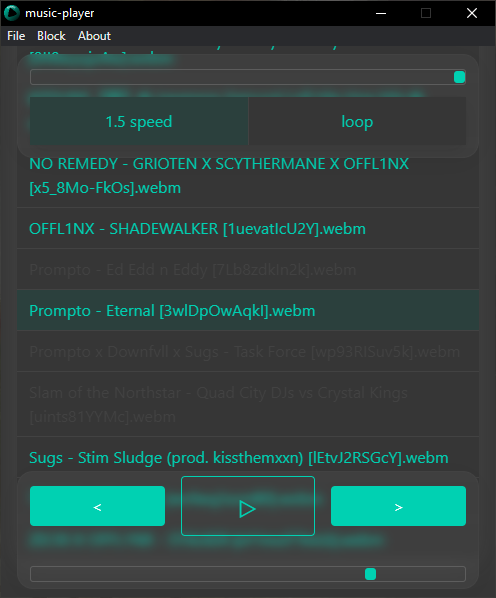 music-player
File Block About
1.5 speed loop
NO REMEDY - GRIOTEN X SCYTHERMANE X OFFL1NX
[x5_8Mo-FkOs].webm
OFFL1NX - SHADEWALKER [1uevatIcU2Y].webm
Prompto - Ed Edd n Eddy [7Lb8zdkIn2k].webm
Prompto - Eternal [3wlDpOwAqkI].webm
Prompto x Downfvll x Sugs - Task Force [wp93RJSuv5k].webm
Slam of the Northstar - Quad City DJs vs Crystal Kings
[uints81YYMc].webm
Sugs - Stim Sludge (prod. kissthemxxn) [lEtvJ2RSGcY].webm
< >